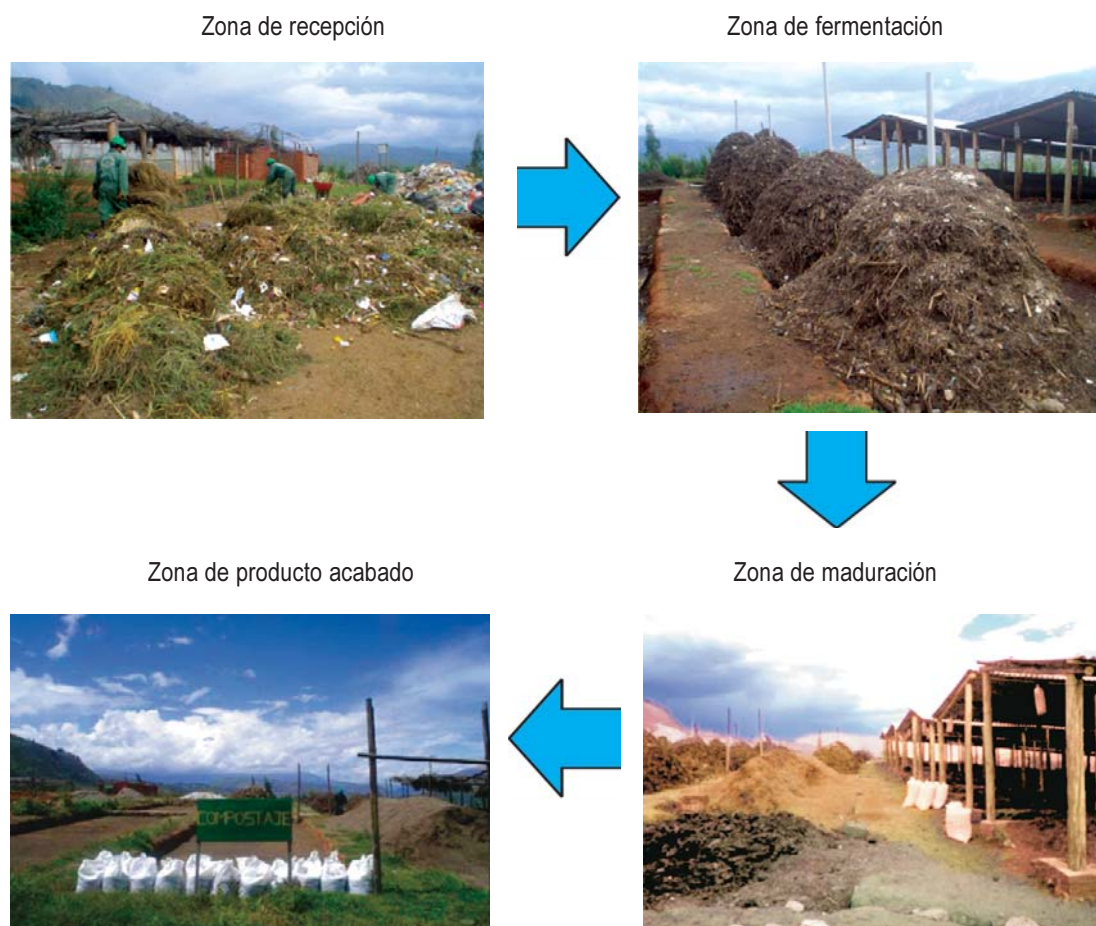 Zona de recepción
Zona de fermentación
Zona de producto acabado
Zona de maduración
COMPOSTAJE